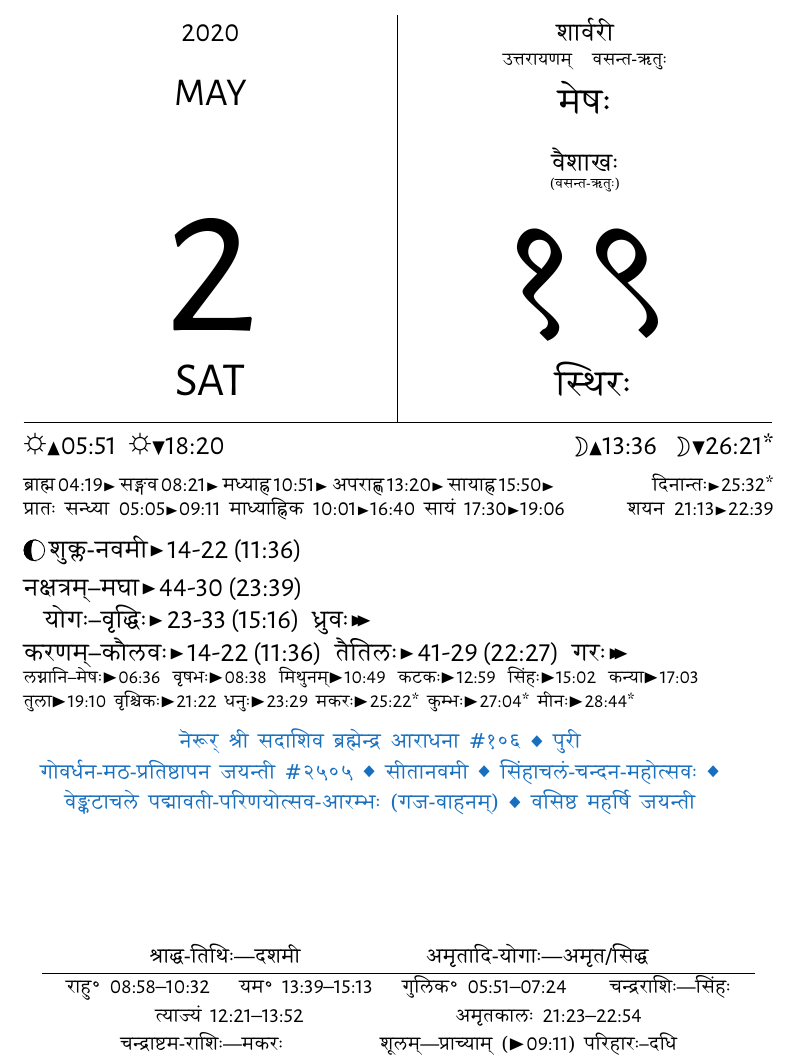 2020
MAY
2
SAT
शार्वरी
उत्तरायणम् वसन्त-ऋतुः
मेषः
वैशाखः
(वसन्त-ऋतुः)
१९
स्थिरः
☼▲05:51 ☼▼18:20 ☽▲13:36 ☽▼26:21*
ब्राह्म04:19► सङ्गव08:21► मध्याह्न10:51► अपराह्ण13:20► सायाह्न15:50► दिनान्तः►25:32*
प्रातः सन्ध्या 05:05►09:11 माध्याह्निक 10:01►16:40 सायं 17:30►19:06 शयन 21:13►22:39
🌓शुक्ल-नवमी►14-22 (11:36)
नक्षत्रम्–मघा►44-30 (23:39)
योगः–वृद्धिः►23-33 (15:16) ध्रुवः►►
करणम्–कौलवः►14-22 (11:36) तैतिलः►41-29 (22:27) गरः►►
लग्नानि–मेषः►06:36 वृषभः►08:38 मिथुनम्►10:49 कटकः►12:59 सिंहः►15:02 कन्या►17:03
तुला►19:10 वृश्चिकः►21:22 धनुः►23:29 मकरः►25:22* कुम्भः►27:04* मीनः►28:44*
नॆरूर् श्री सदाशिव ब्रह्मेन्द्र आराधना #१०६ ◆ पुरी
गोवर्धन-मठ-प्रतिष्ठापन जयन्ती #२५०५ ◆ सीतानवमी ◆ सिंहाचलं-चन्दन-महोत्सवः ◆
वेङ्कटाचले पद्मावती-परिणयोत्सव-आरम्भः (गज-वाहनम्) ◆ वसिष्ठ महर्षि जयन्ती
श्राद्ध-तिथिः—दशमी अमृतादि-योगाः—अमृत/सिद्ध
राहु॰ 08:58–10:32 यम॰ 13:39–15:13 गुलिक॰ 05:51–07:24 चन्द्रराशिः—सिंहः
त्याज्यं 12:21–13:52 अमृतकालः 21:23–22:54
चन्द्राष्टम-राशिः—मकरः शूलम्—प्राच्याम् (►09:11) परिहारः–दधि